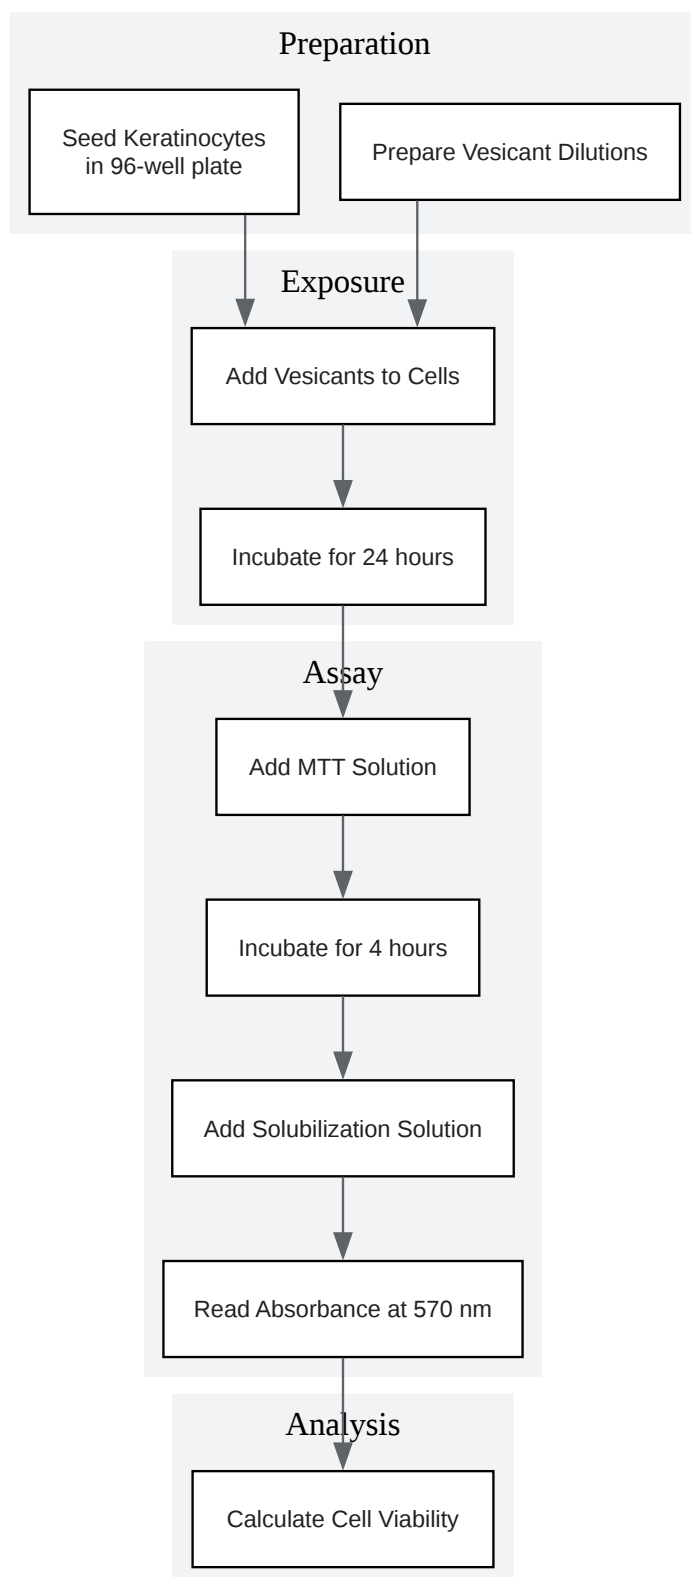 Preparation
Seed Keratinocytes
in 96-well plate
Prepare Vesicant Dilutions
Exposure
Add Vesicants to Cells
Incubate for 24 hours
Assay
Add MTT Solution
Incubate for 4 hours
Add Solubilization Solution
Read Absorbance at 570 nm
Analysis
Calculate Cell Viability